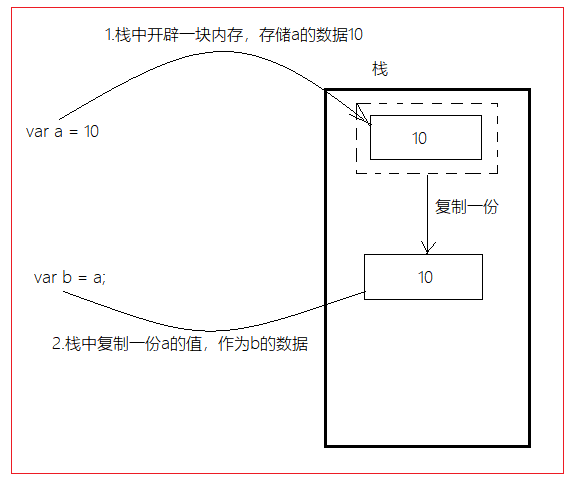 1.栈中开辟一块内存，存储a的数据10
栈
var a = 10
10
复制一份
var b = a;
10
2.栈中复制一份a的值，作为b的数据